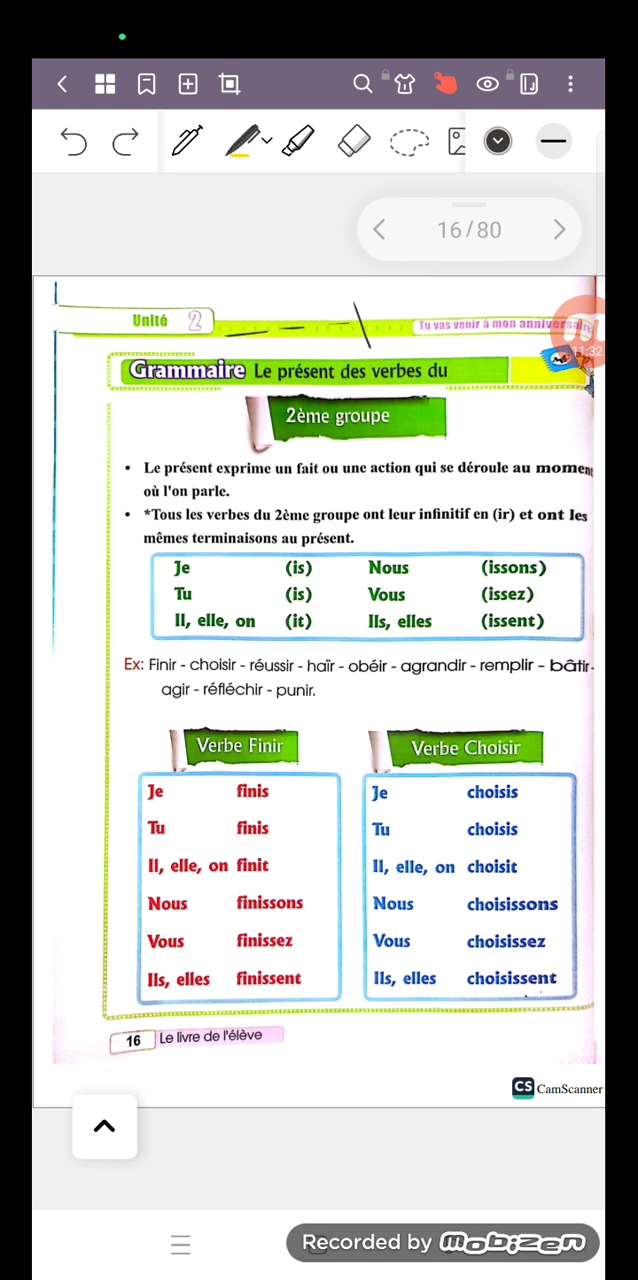 16/80
Unité 2
Tu vas venir à mon anniversair
11:32
Grammaire Le présent des verbes du
2ème groupe
• Le présent exprime un fait ou une action qui se déroule au momen
où l'on parle.
• *Tous les verbes du 2ème groupe ont leur infinitif en (ir) et ont les
mêmes terminaisons au présent.
Je (is) Nous (issons)
Tu (is) Vous (issez)
Il, elle, on (it) Ils, elles (issent)
Ex: Finir - choisir - réussir - haïr - obéir - agrandir - remplir - bâtir-
agir - réfléchir - punir.
Verbe Finir
Je finis
Tu finis
Il, elle, on finit
Nous finissons
Vous finissez
Ils, elles finissent
Verbe Choisir
Je choisis
Tu choisis
Il, elle, on choisit
Nous choisissons
Vous choisissez
Ils, elles choisissent
16 Le livre de l'élève
CS CamScanner
Recorded by mobizen